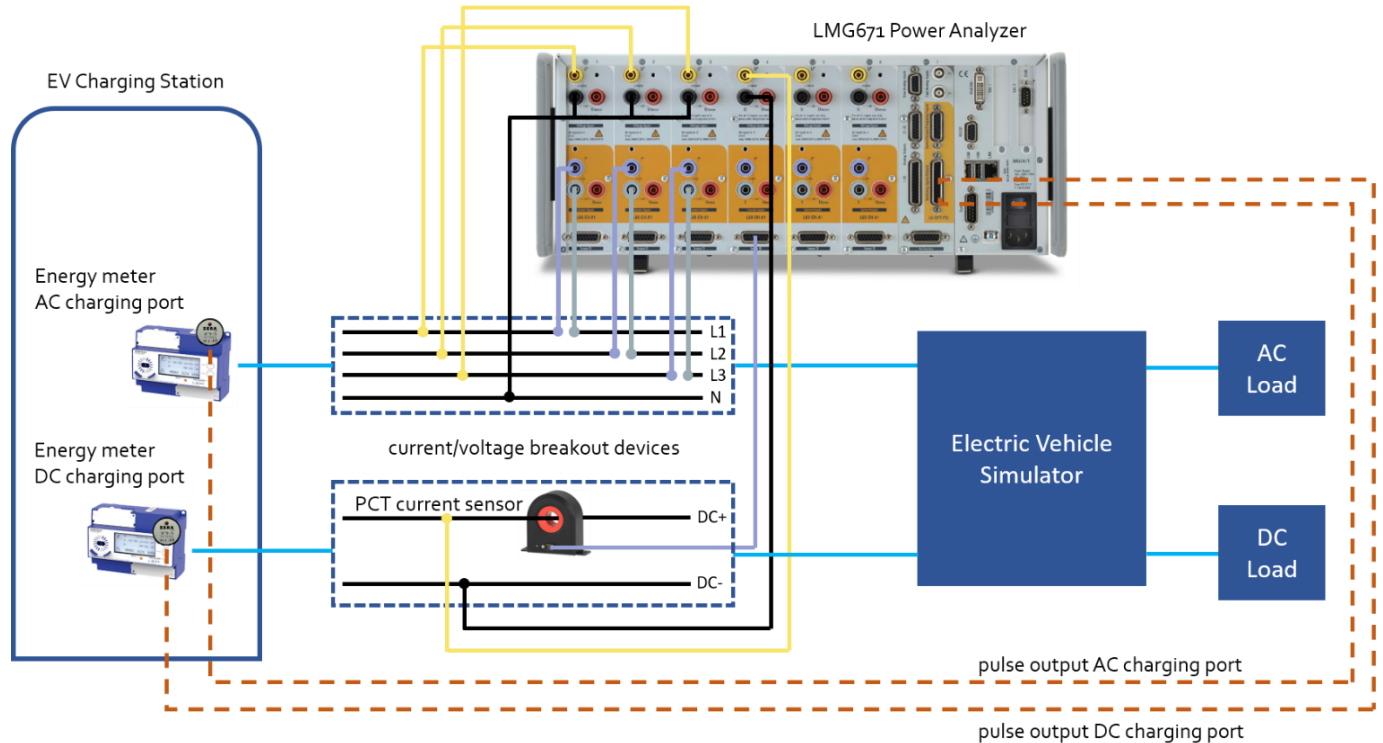 LMG671 Power Analyzer
EV Charging Station
Energy meter
AC charging port
L1
L2
L3
N
AC
Load
Electric Vehicle
Simulator
current/voltage breakout devices
Energy meter
DC charging port
PCT current sensor
DC+
DC-
DC
Load
pulse output AC charging port
pulse output DC charging port